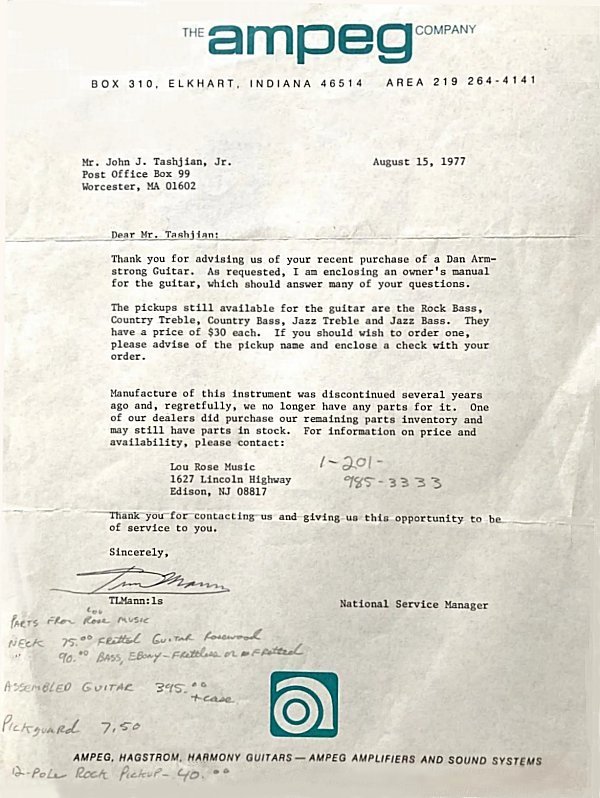 THE ampeg COMPANY
BOX 310, ELKHART, INDIANA 46514 AREA 219 264-4141
Mr. John J. Tashjian, Jr. August 15, 1977
Post Office Box 99
Worcester, MA 01602
Dear Mr. Tashjian:
Thank you for advising us of your recent purchase of a Dan Arm-
strong Guitar. As requested, I am enclosing an owner's manual
for the guitar, which should answer many of your questions.
The pickups still available for the guitar are the Rock Bass,
Country Treble, Country Bass, Jazz Treble and Jazz Bass. They
have a price of $30 each. If you should wish to order one,
please advise of the pickup name and enclose a check with your
order.
Manufacture of this instrument was discontinued several years
ago and, regretfully, we no longer have any parts for it. One
of our dealers did purchase our remaining parts inventory and
may still have parts in stock. For information on price and
availability, please contact:
Lou Rose Music 1-201-
1627 Lincoln Highway 985-3333
Edison, NJ 08817
Thank you for contacting us and giving us this opportunity to be
of service to you.
Sincerely,
Tim Mann
TLMann:ls National Service Manager
PARTS FROM LOU ROSE MUSIC
NECK 75.00 FRETTED GUITAR Rosewood
" 90.00 BASS, EBONY - FRETTLESS OR FRETTED
ASSEMBLED GUITAR 395.00
+ case
Pickguard 7.50
AMPEG, HAGSTROM, HARMONY GUITARS — AMPEG AMPLIFIERS AND SOUND SYSTEMS
12-Pole Rock Pickup - 40.00